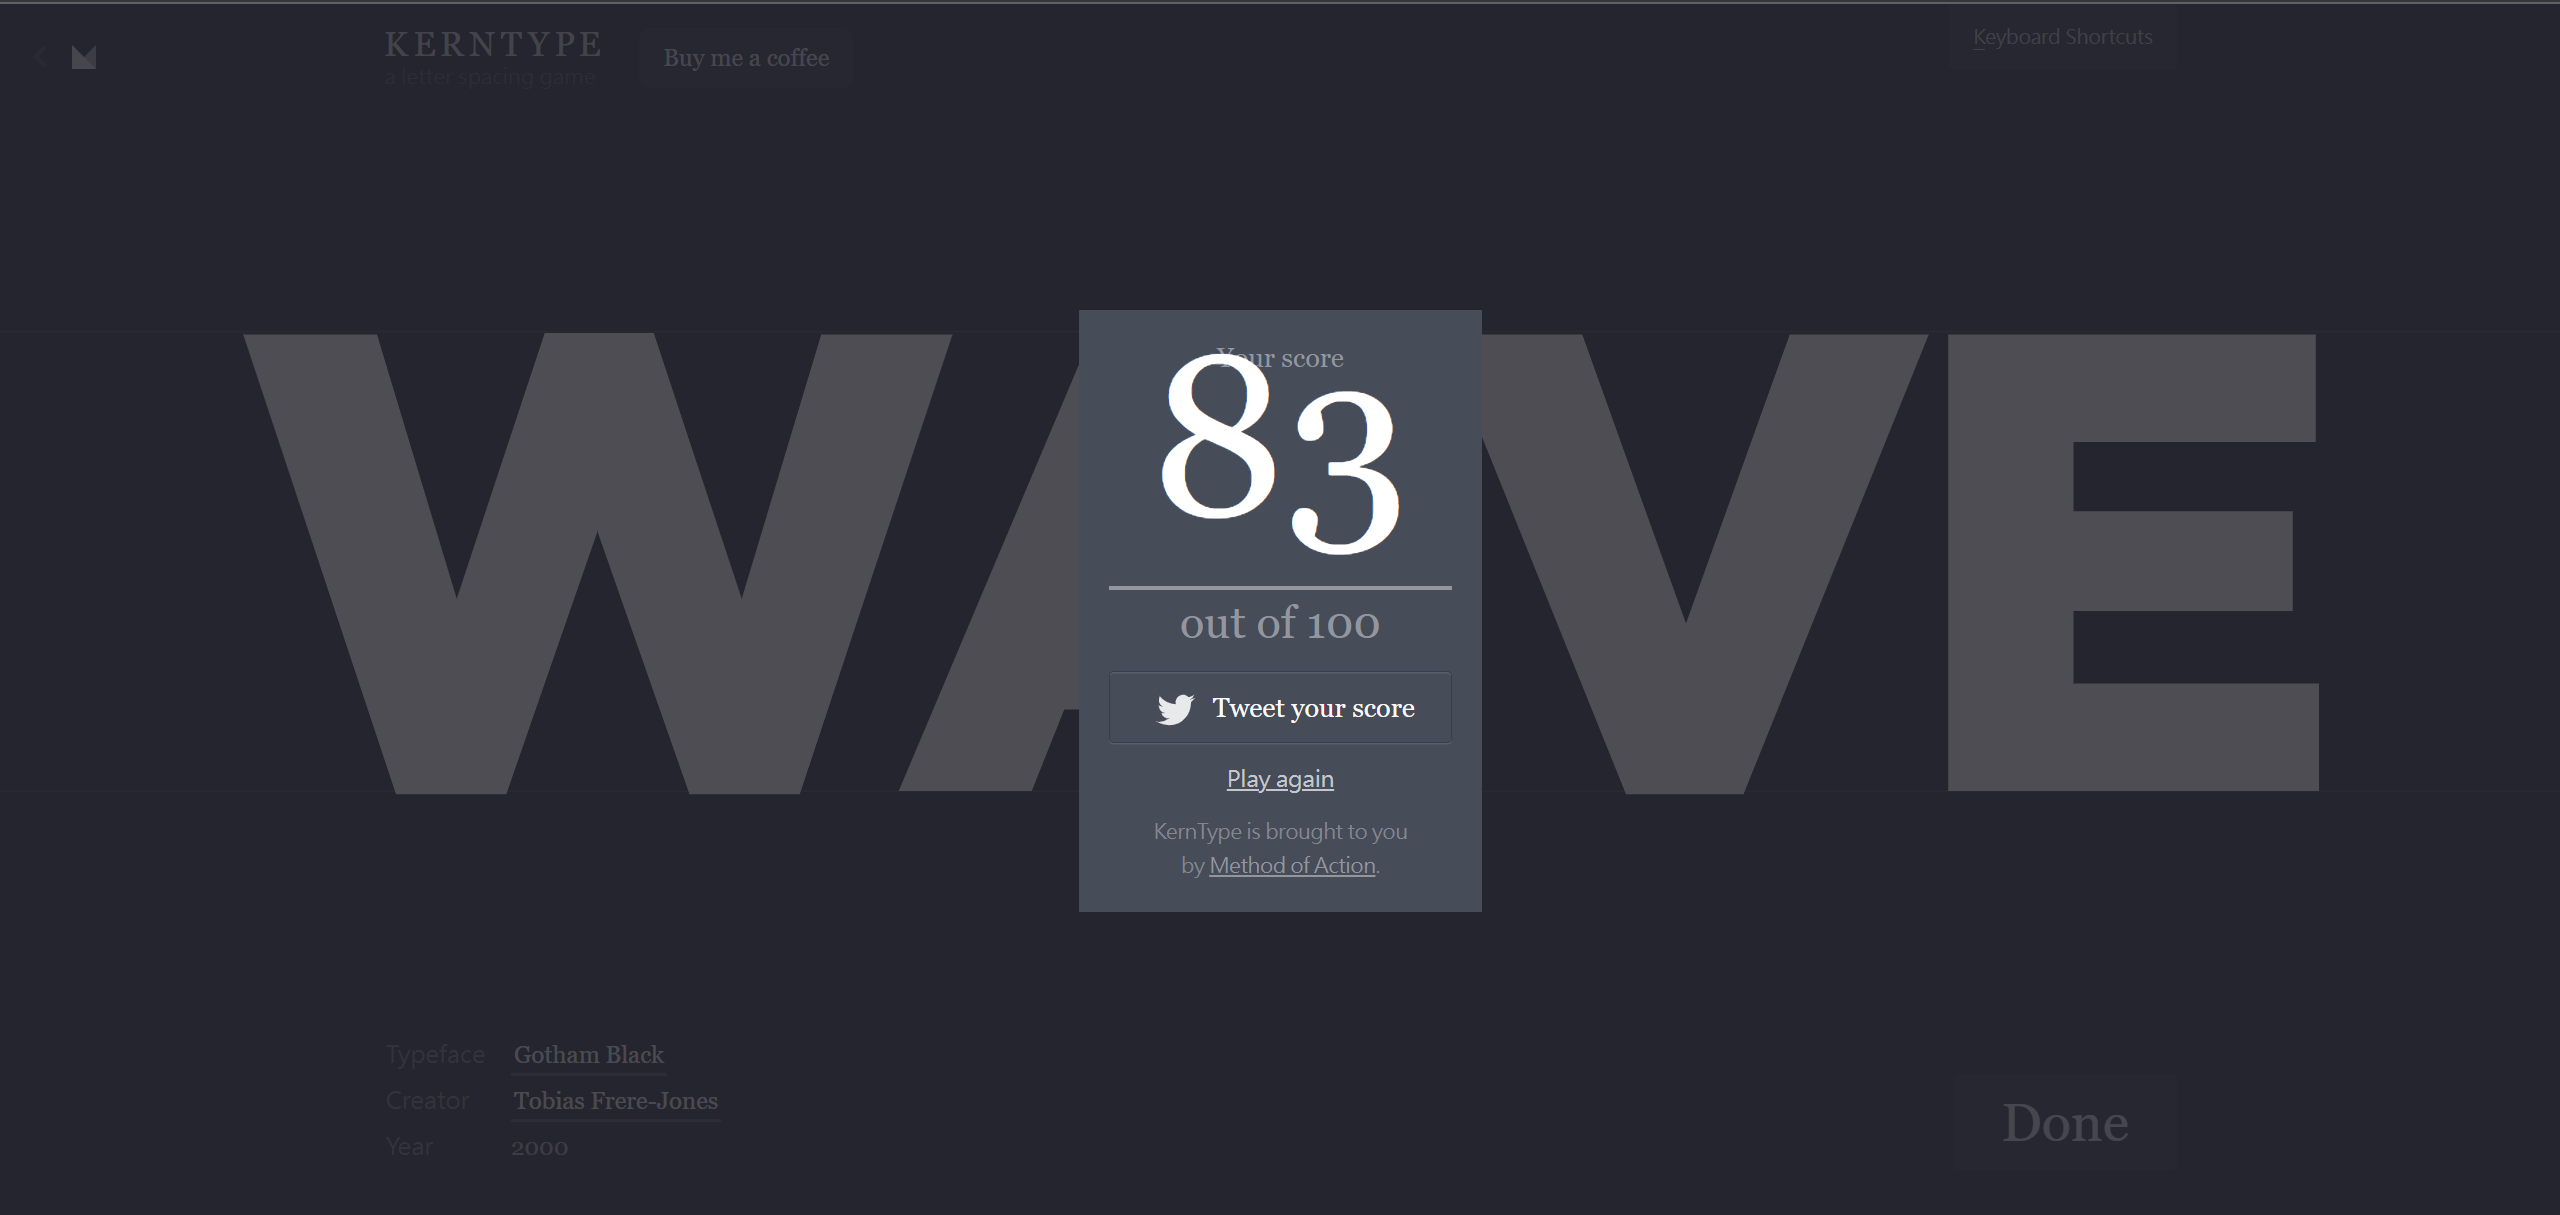 KERNTYPE
a letter spacing game
Buy me a coffee
Keyboard Shortcuts
WAVE
Your score
83
out of 100
Tweet your score
Play again
KernType is brought to you
by Method of Action.
Typeface Gotham Black
Creator Tobias Frere-Jones
Year 2000
Done